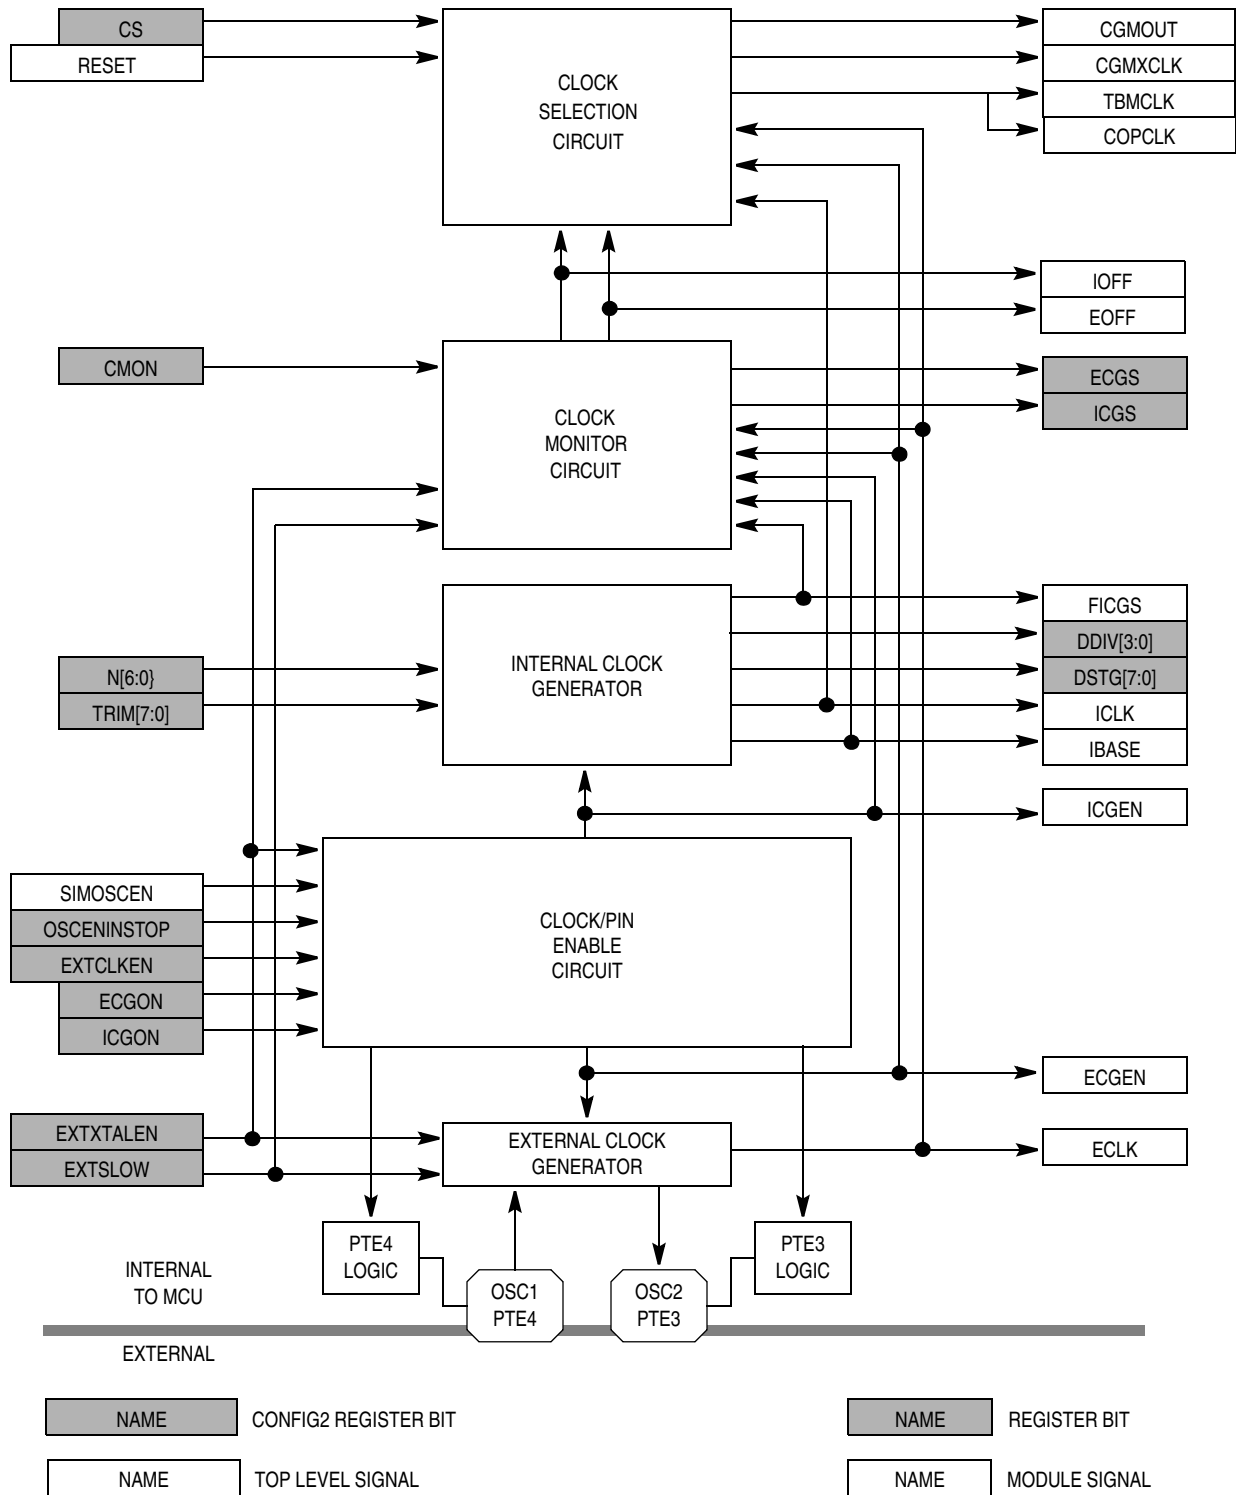 CS
RESET
CLOCK
SELECTION
CIRCUIT
CGMOUT
CGMXCLK
TBMCLK
COPCLK
IOFF
EOFF
CMON
CLOCK
MONITOR
CIRCUIT
ECGS
ICGS
N[6:0}
TRIM[7:0]
INTERNAL CLOCK
GENERATOR
FICGS
DDIV[3:0]
DSTG[7:0]
ICLK
IBASE
ICGEN
SIMOSCEN
OSCENINSTOP
EXTCLKEN
ECGON
ICGON
CLOCK/PIN
ENABLE
CIRCUIT
ECGEN
EXTXTALEN
EXTSLOW
EXTERNAL CLOCK
GENERATOR
ECLK
PTE4
LOGIC
PTE3
LOGIC
OSC1
PTE4
OSC2
PTE3
INTERNAL
TO MCU
EXTERNAL
NAME CONFIG2 REGISTER BIT
NAME REGISTER BIT
NAME TOP LEVEL SIGNAL
NAME MODULE SIGNAL